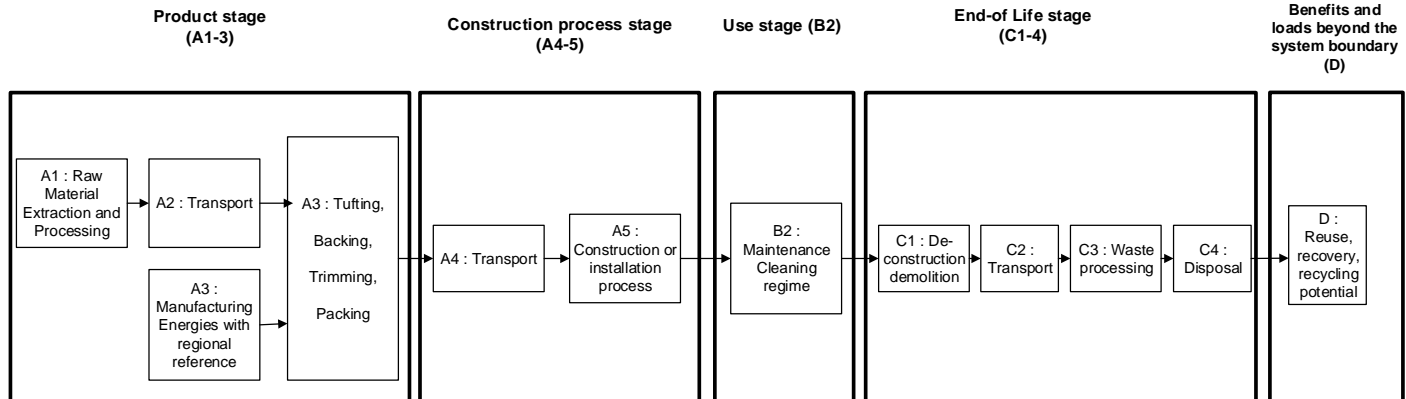 Product stage
(A1-3)
Construction process stage
(A4-5)
Use stage (B2)
End-of Life stage
(C1-4)
Benefits and
loads beyond the
system boundary
(D)
A1 : Raw
Material
Extraction and
Processing
A2 : Transport
A3 : Manufacturing
Energies with
regional
reference
A3 : Tufting,
Backing,
Trimming,
Packing
A4 : Transport
A5 :
Construction or
installation
process
B2 :
Maintenance
Cleaning
regime
C1 : De-
construction
demolition
C2 :
Transport
C3 : Waste
processing
C4 :
Disposal
D :
Reuse,
recovery,
recycling
potential